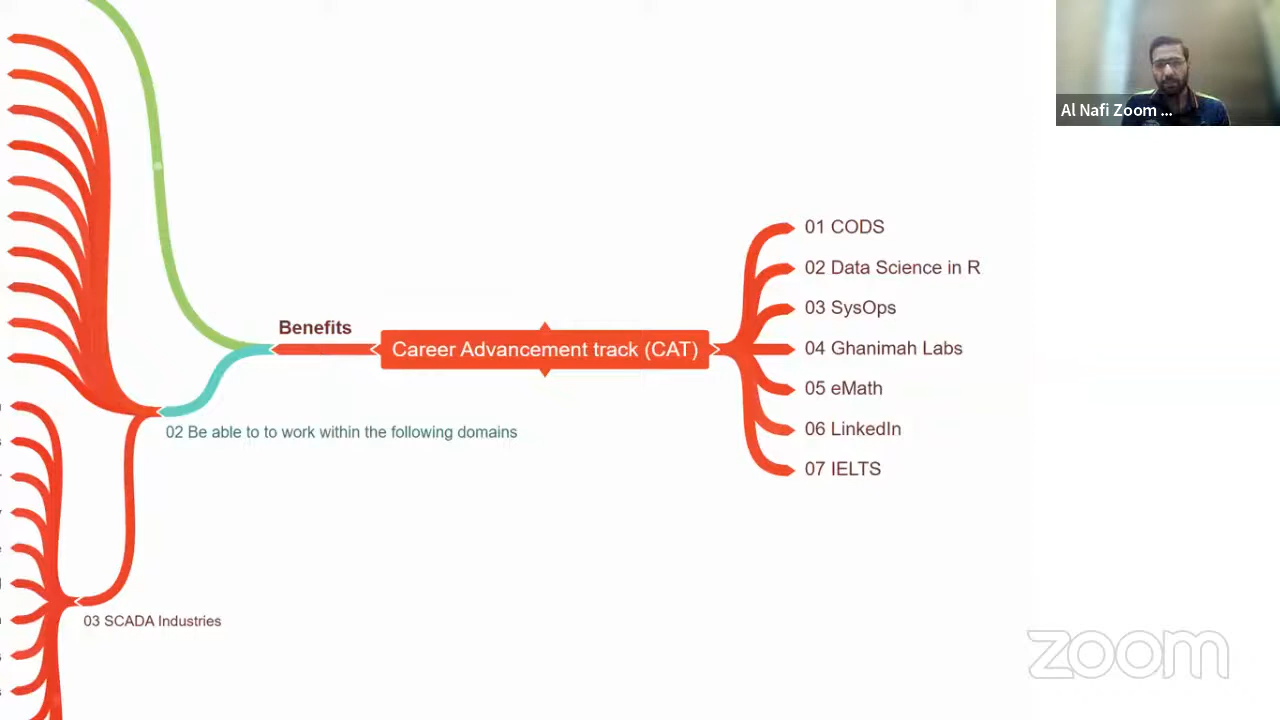 Al Nafi Zoom ...
01 CODS
02 Data Science in R
03 SysOps
Benefits
Career Advancement track (CAT)
04 Ghanimah Labs
05 eMath
06 LinkedIn
02 Be able to to work within the following domains
07 IELTS
03 SCADA Industries
zoom